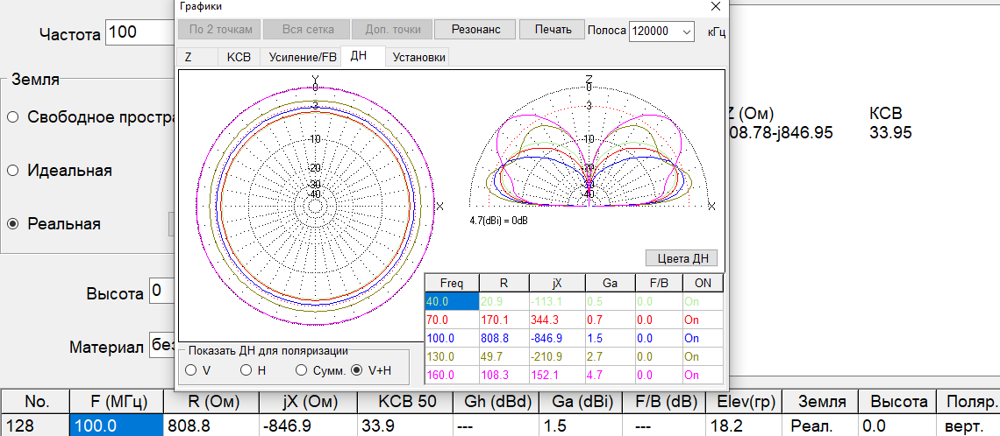 Графики
По 2 точкам Вся сетка Доп. точки Резонанс Печать Полоса 120000 кГц
Частота 100
Z КСВ Усиление/FB ДН Установки
Земля
Свободное простра
Идеальная
Реальная
Высота 0
Материал без
Y
0
-3
-10
-20
-30
-40
X
Z
0
-3
-10
-20
-30
-40
X
4.7(dBi) = 0dB
Цвета ДН
Z (Ом) КСВ
08.78-j846.95 33.95
Freq R jX Ga F/B ON
40.0 20.9 -113.1 0.5 0.0 On
70.0 170.1 344.3 0.7 0.0 On
100.0 808.8 -846.9 1.5 0.0 On
130.0 49.7 -210.9 2.7 0.0 On
160.0 108.3 152.1 4.7 0.0 On
Показать ДН для поляризации
V H Сумм. V+H
No. F (МГц) R (Ом) jX (Ом) КСВ 50 Gh (dBd) Ga (dBi) F/B (dB) Elev(гр) Земля Высота Поляр.
128 100.0 808.8 -846.9 33.9 --- 1.5 --- 18.2 Реал. 0.0 верт.